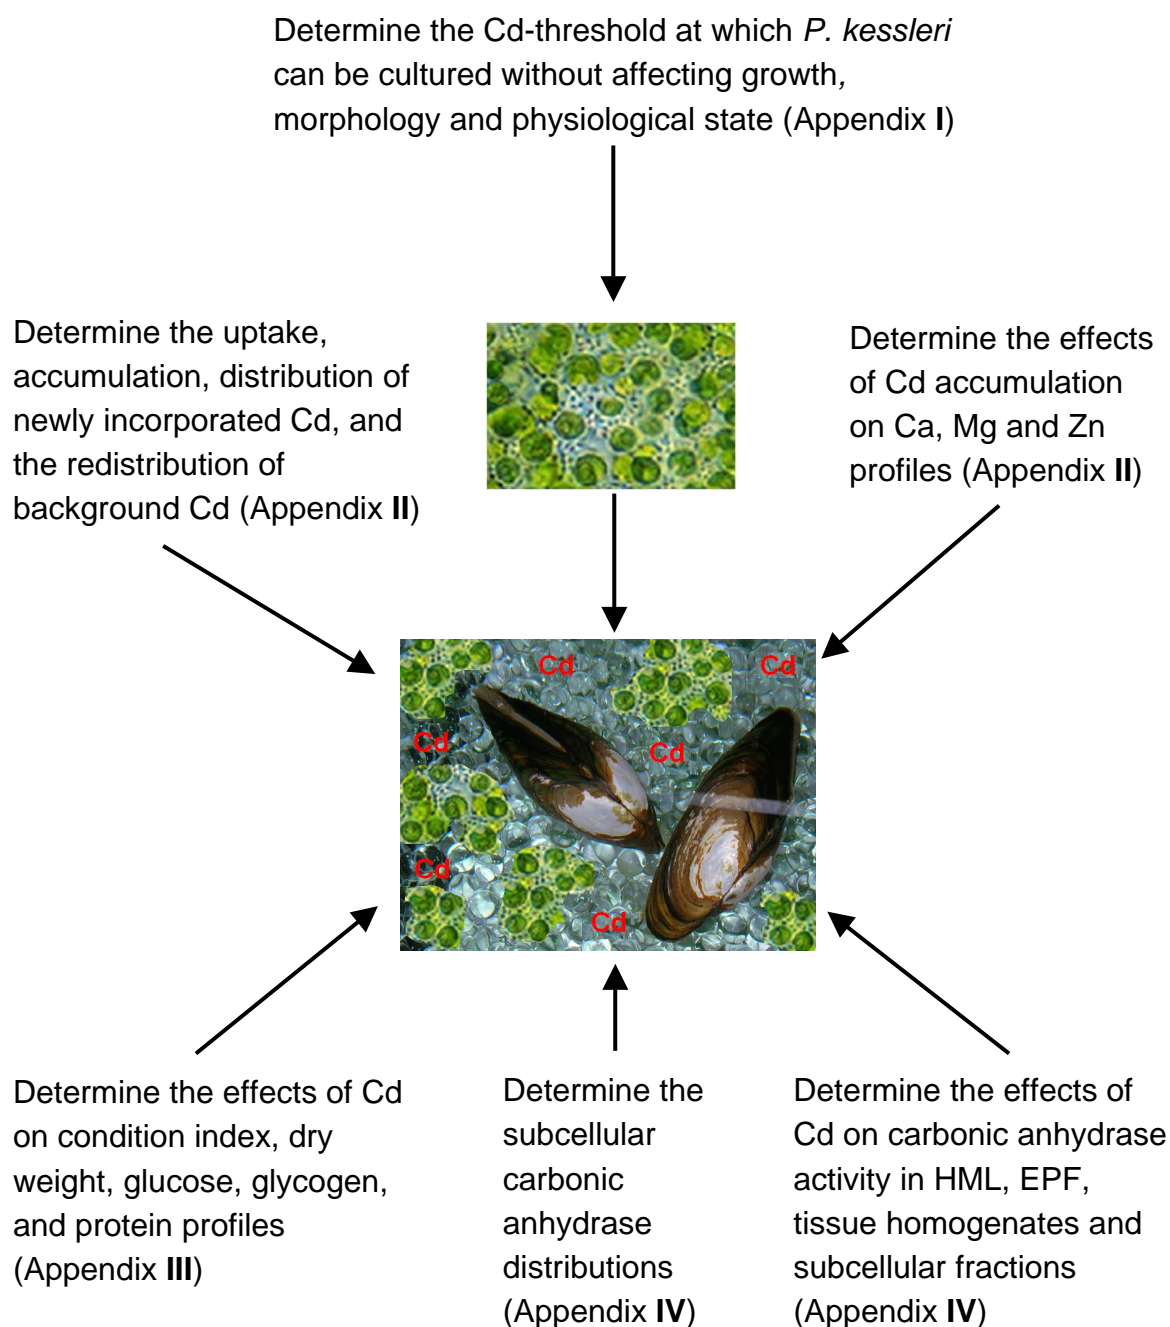 Determine the Cd-threshold at which P. kessleri
can be cultured without affecting growth,
morphology and physiological state (Appendix I)
Determine the uptake,
accumulation, distribution of
newly incorporated Cd, and
the redistribution of
background Cd (Appendix II)
Determine the effects
of Cd accumulation
on Ca, Mg and Zn
profiles (Appendix II)
Cd
Cd
Cd
Cd
Cd
Cd
Determine the effects of Cd
on condition index, dry
weight, glucose, glycogen,
and protein profiles
(Appendix III)
Determine the
subcellular
carbonic
anhydrase
distributions
(Appendix IV)
Determine the effects of
Cd on carbonic anhydrase
activity in HML, EPF,
tissue homogenates and
subcellular fractions
(Appendix IV)